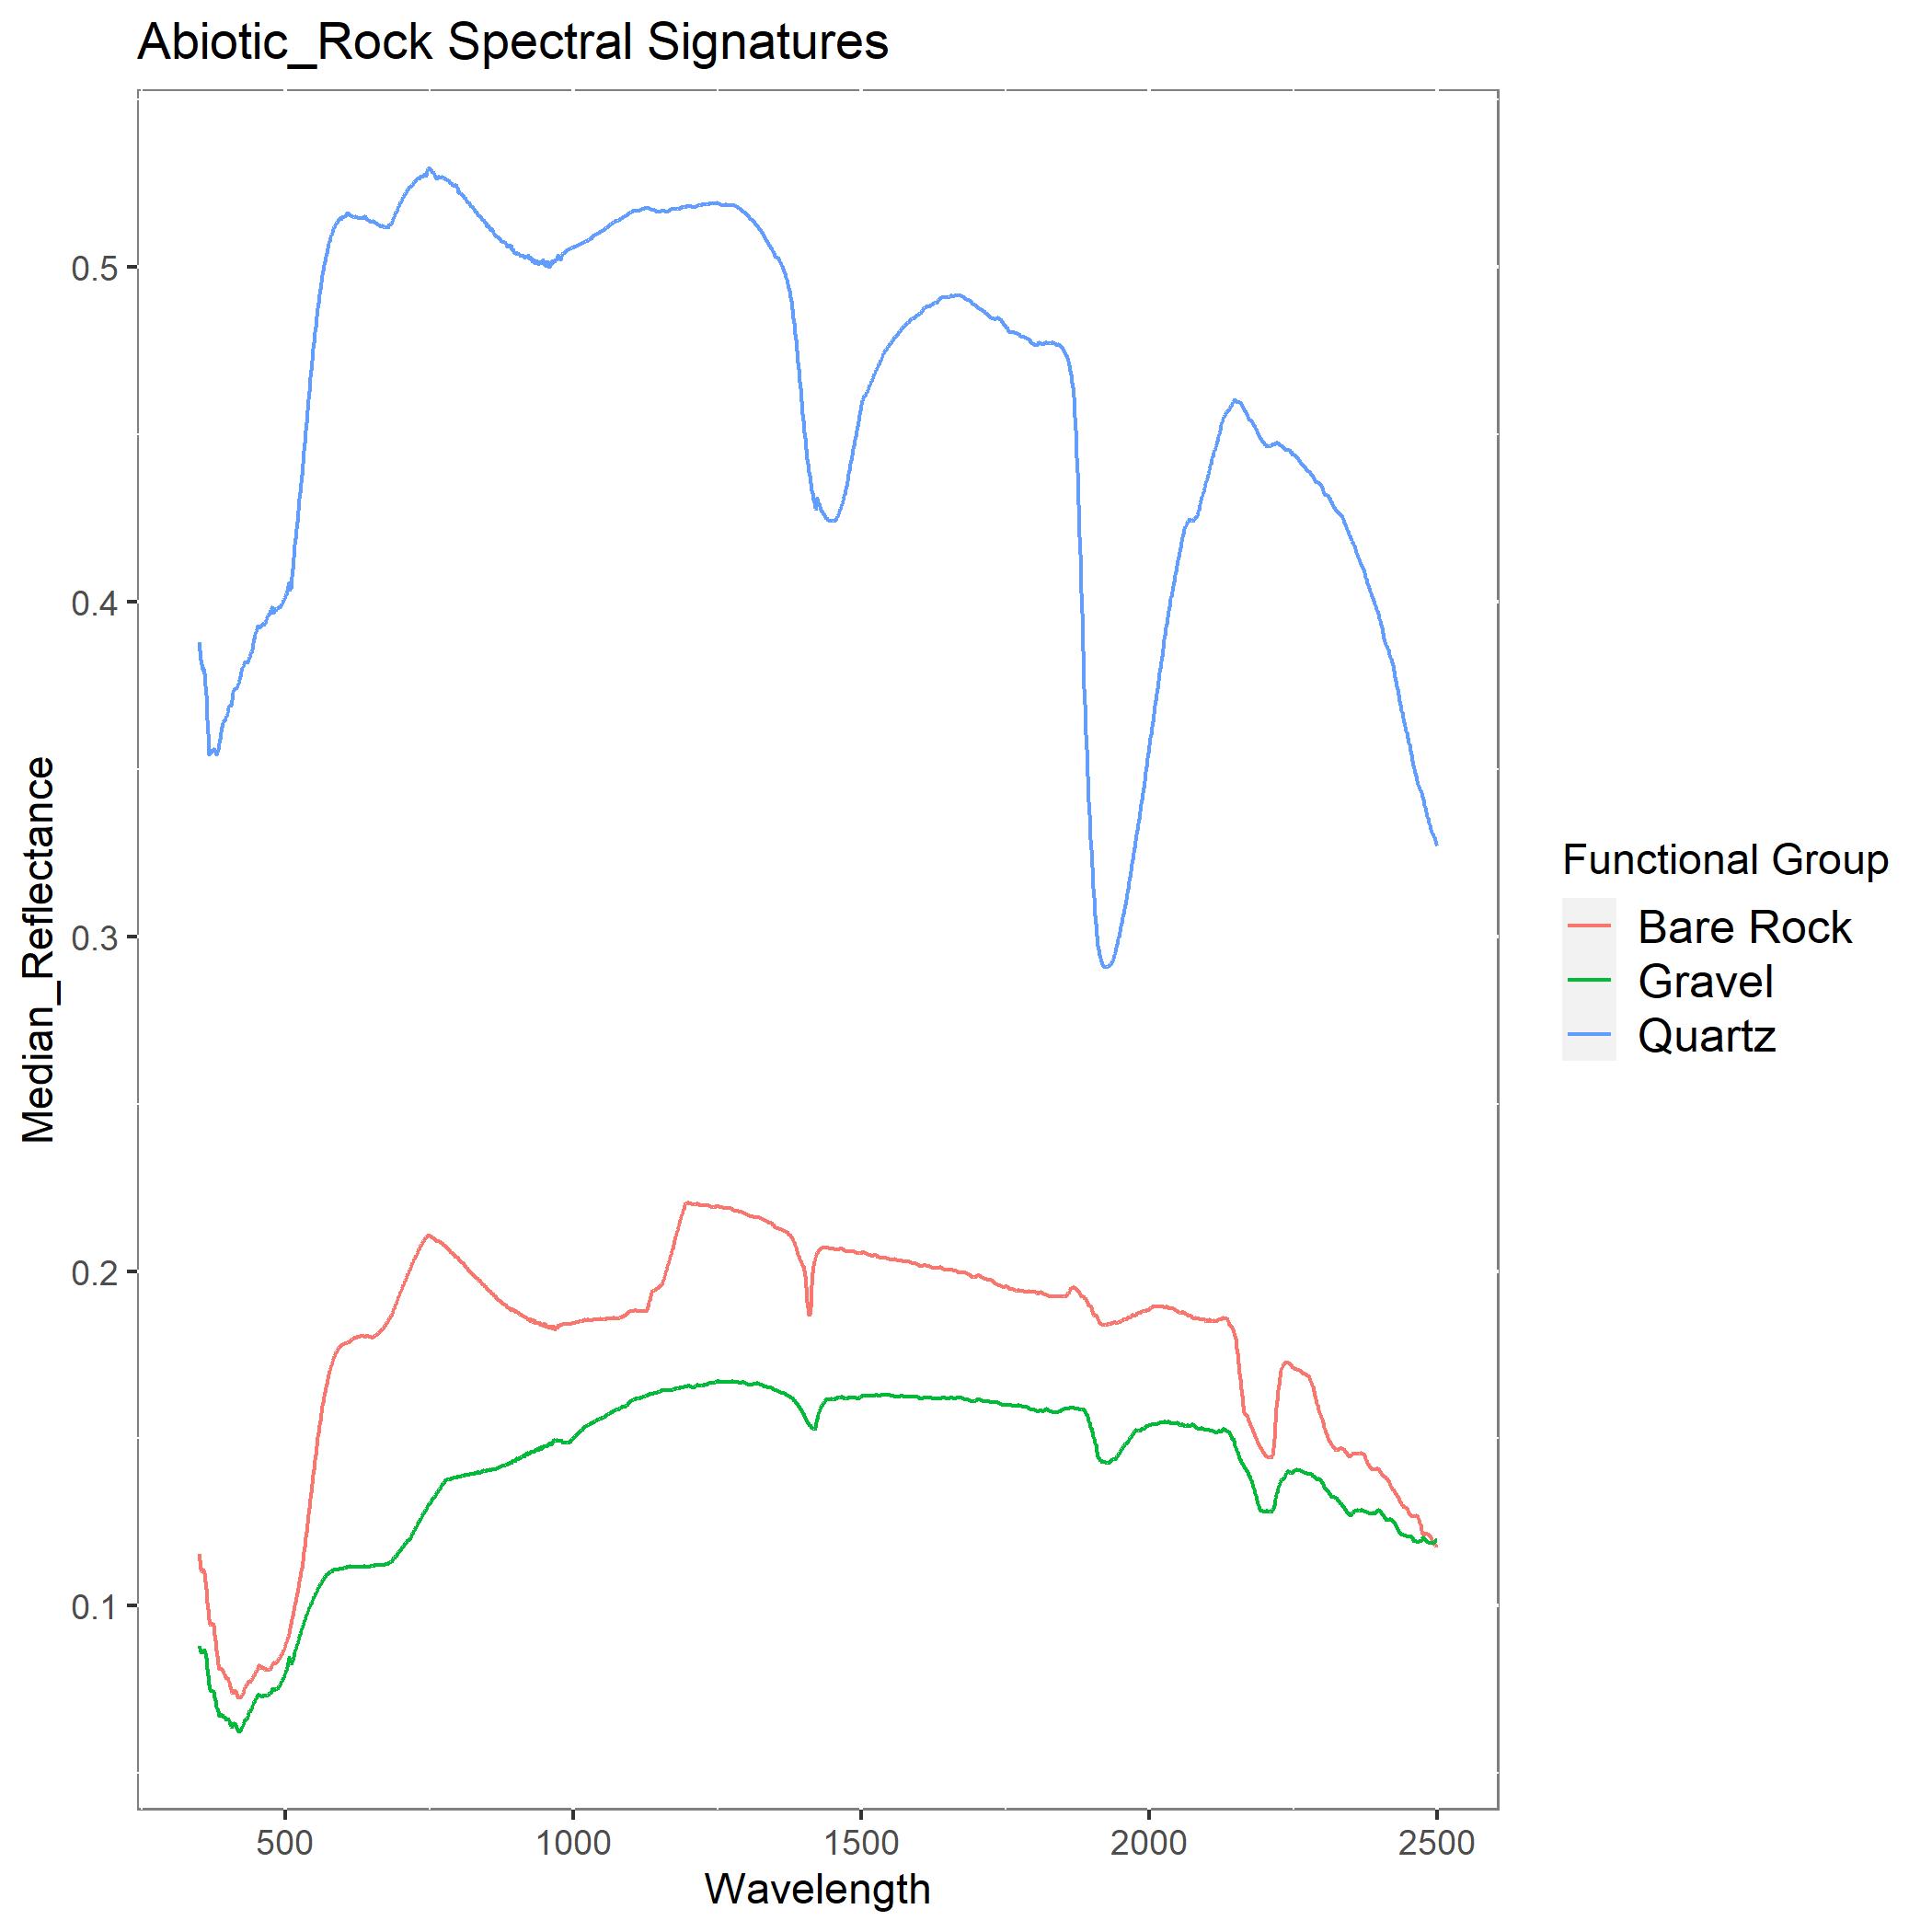 Abiotic_Rock Spectral Signatures
0.5
0.4
0.3
0.2
0.1
Median_Reflectance
500 1000 1500 2000 2500
Wavelength
Functional Group
Bare Rock
Gravel
Quartz